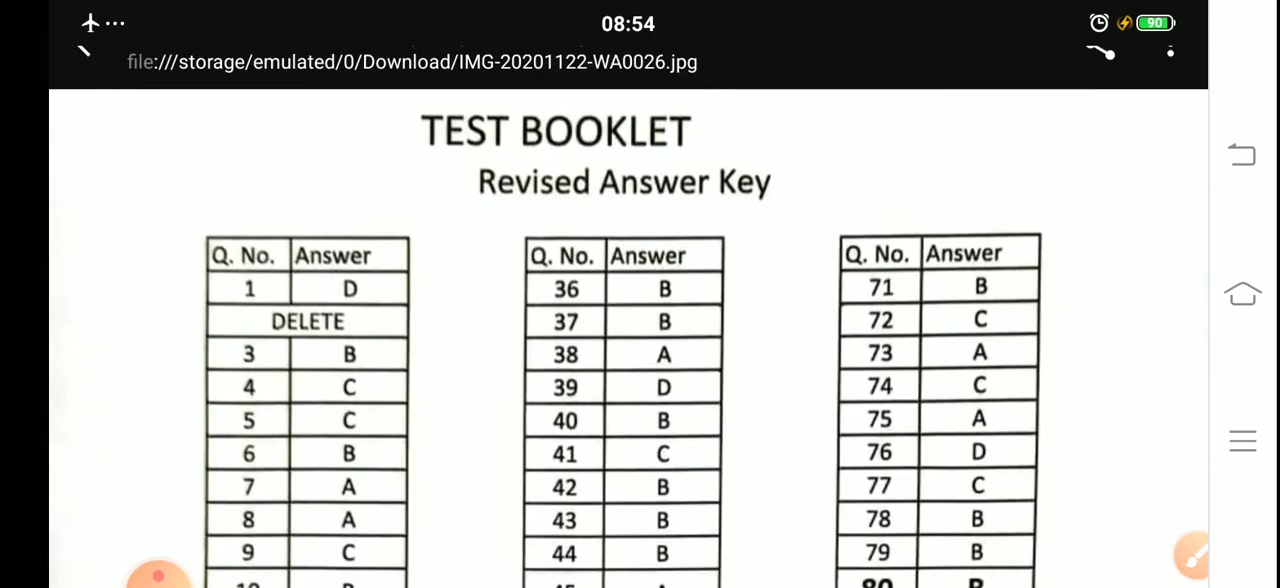 08:54
90
file:///storage/emulated/0/Download/IMG-20201122-WA0026.jpg
TEST BOOKLET
Revised Answer Key
Q. No. Answer
1 D
DELETE
3 B
4 C
5 C
6 B
7 A
8 A
9 C
Q. No. Answer
36 B
37 B
38 A
39 D
40 B
41 C
42 B
43 B
44 B
Q. No. Answer
71 B
72 C
73 A
74 C
75 A
76 D
77 C
78 B
79 B